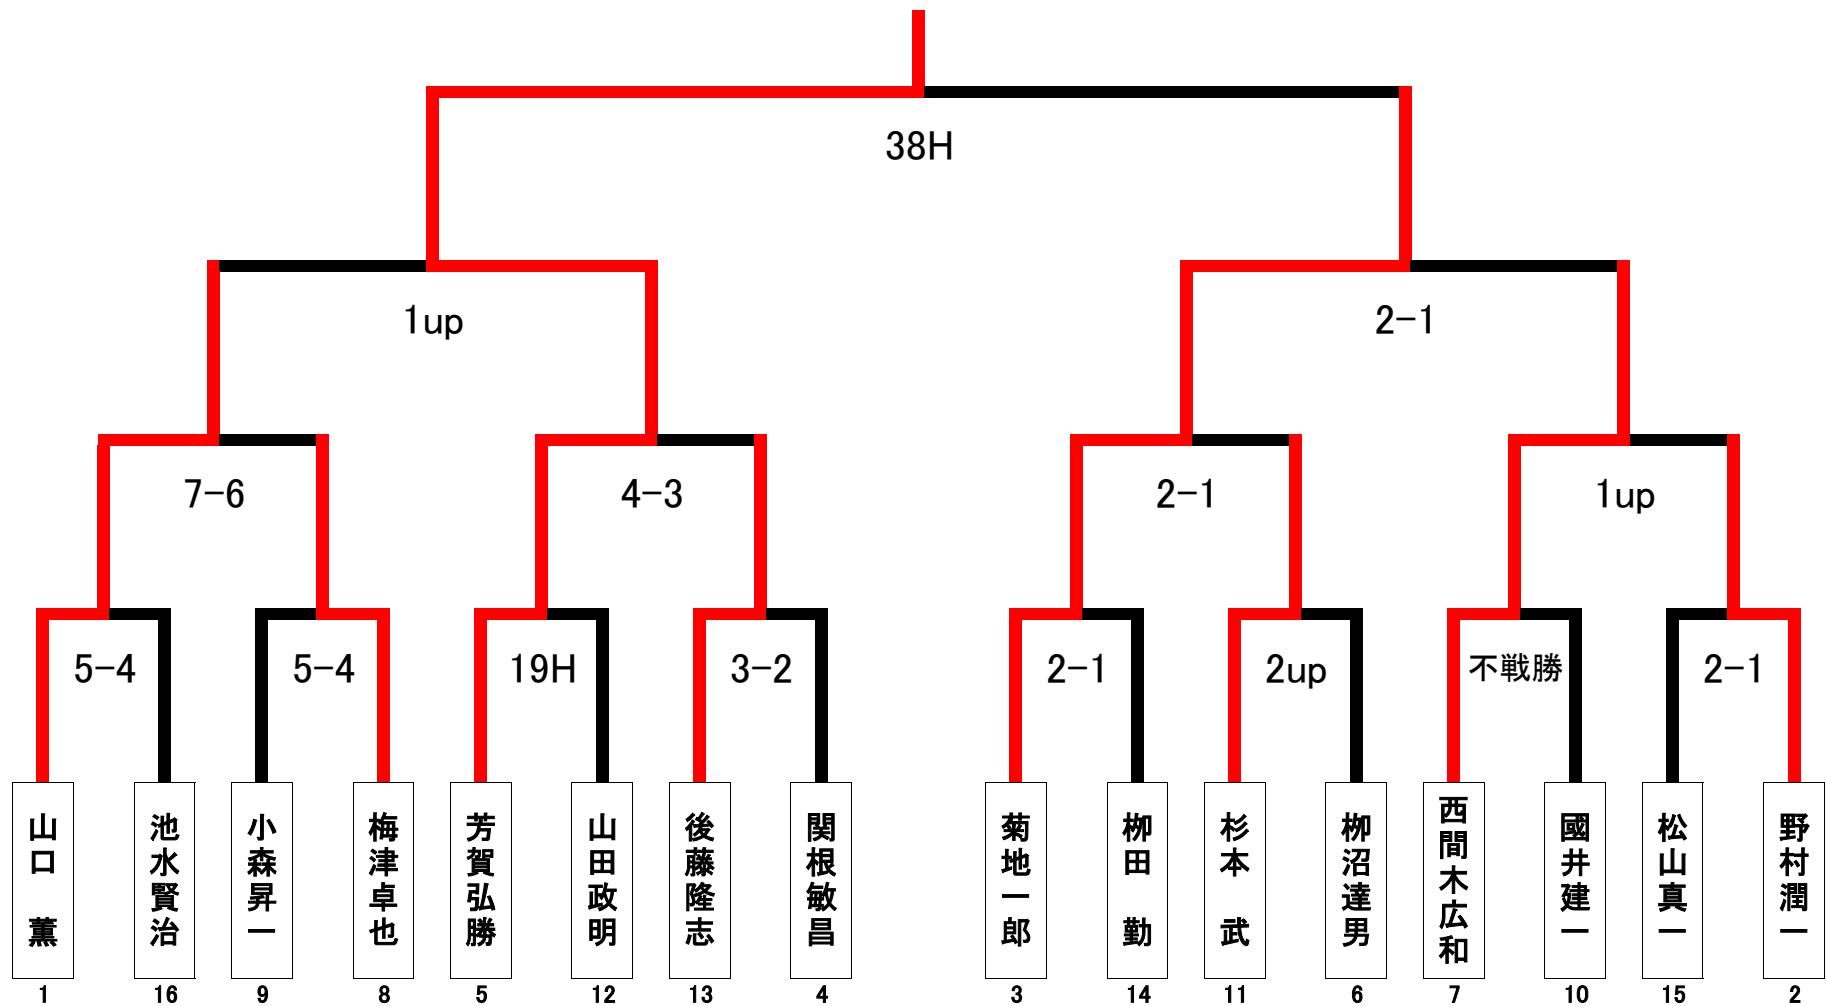 38H
1up
2-1
7-6
4-3
2-1
1up
5-4
5-4
19H
3-2
2-1
2up
不戦勝
2-1
山口 薫
池水賢治
小森昇一
梅津卓也
芳賀弘勝
山田政明
後藤隆志
関根敏昌
菊地一郎
栁田 勤
杉本 武
栁沼達男
西間木広和
國井建一
松山真一
野村潤一
1
16
9
8
5
12
13
4
3
14
11
6
7
10
15
2